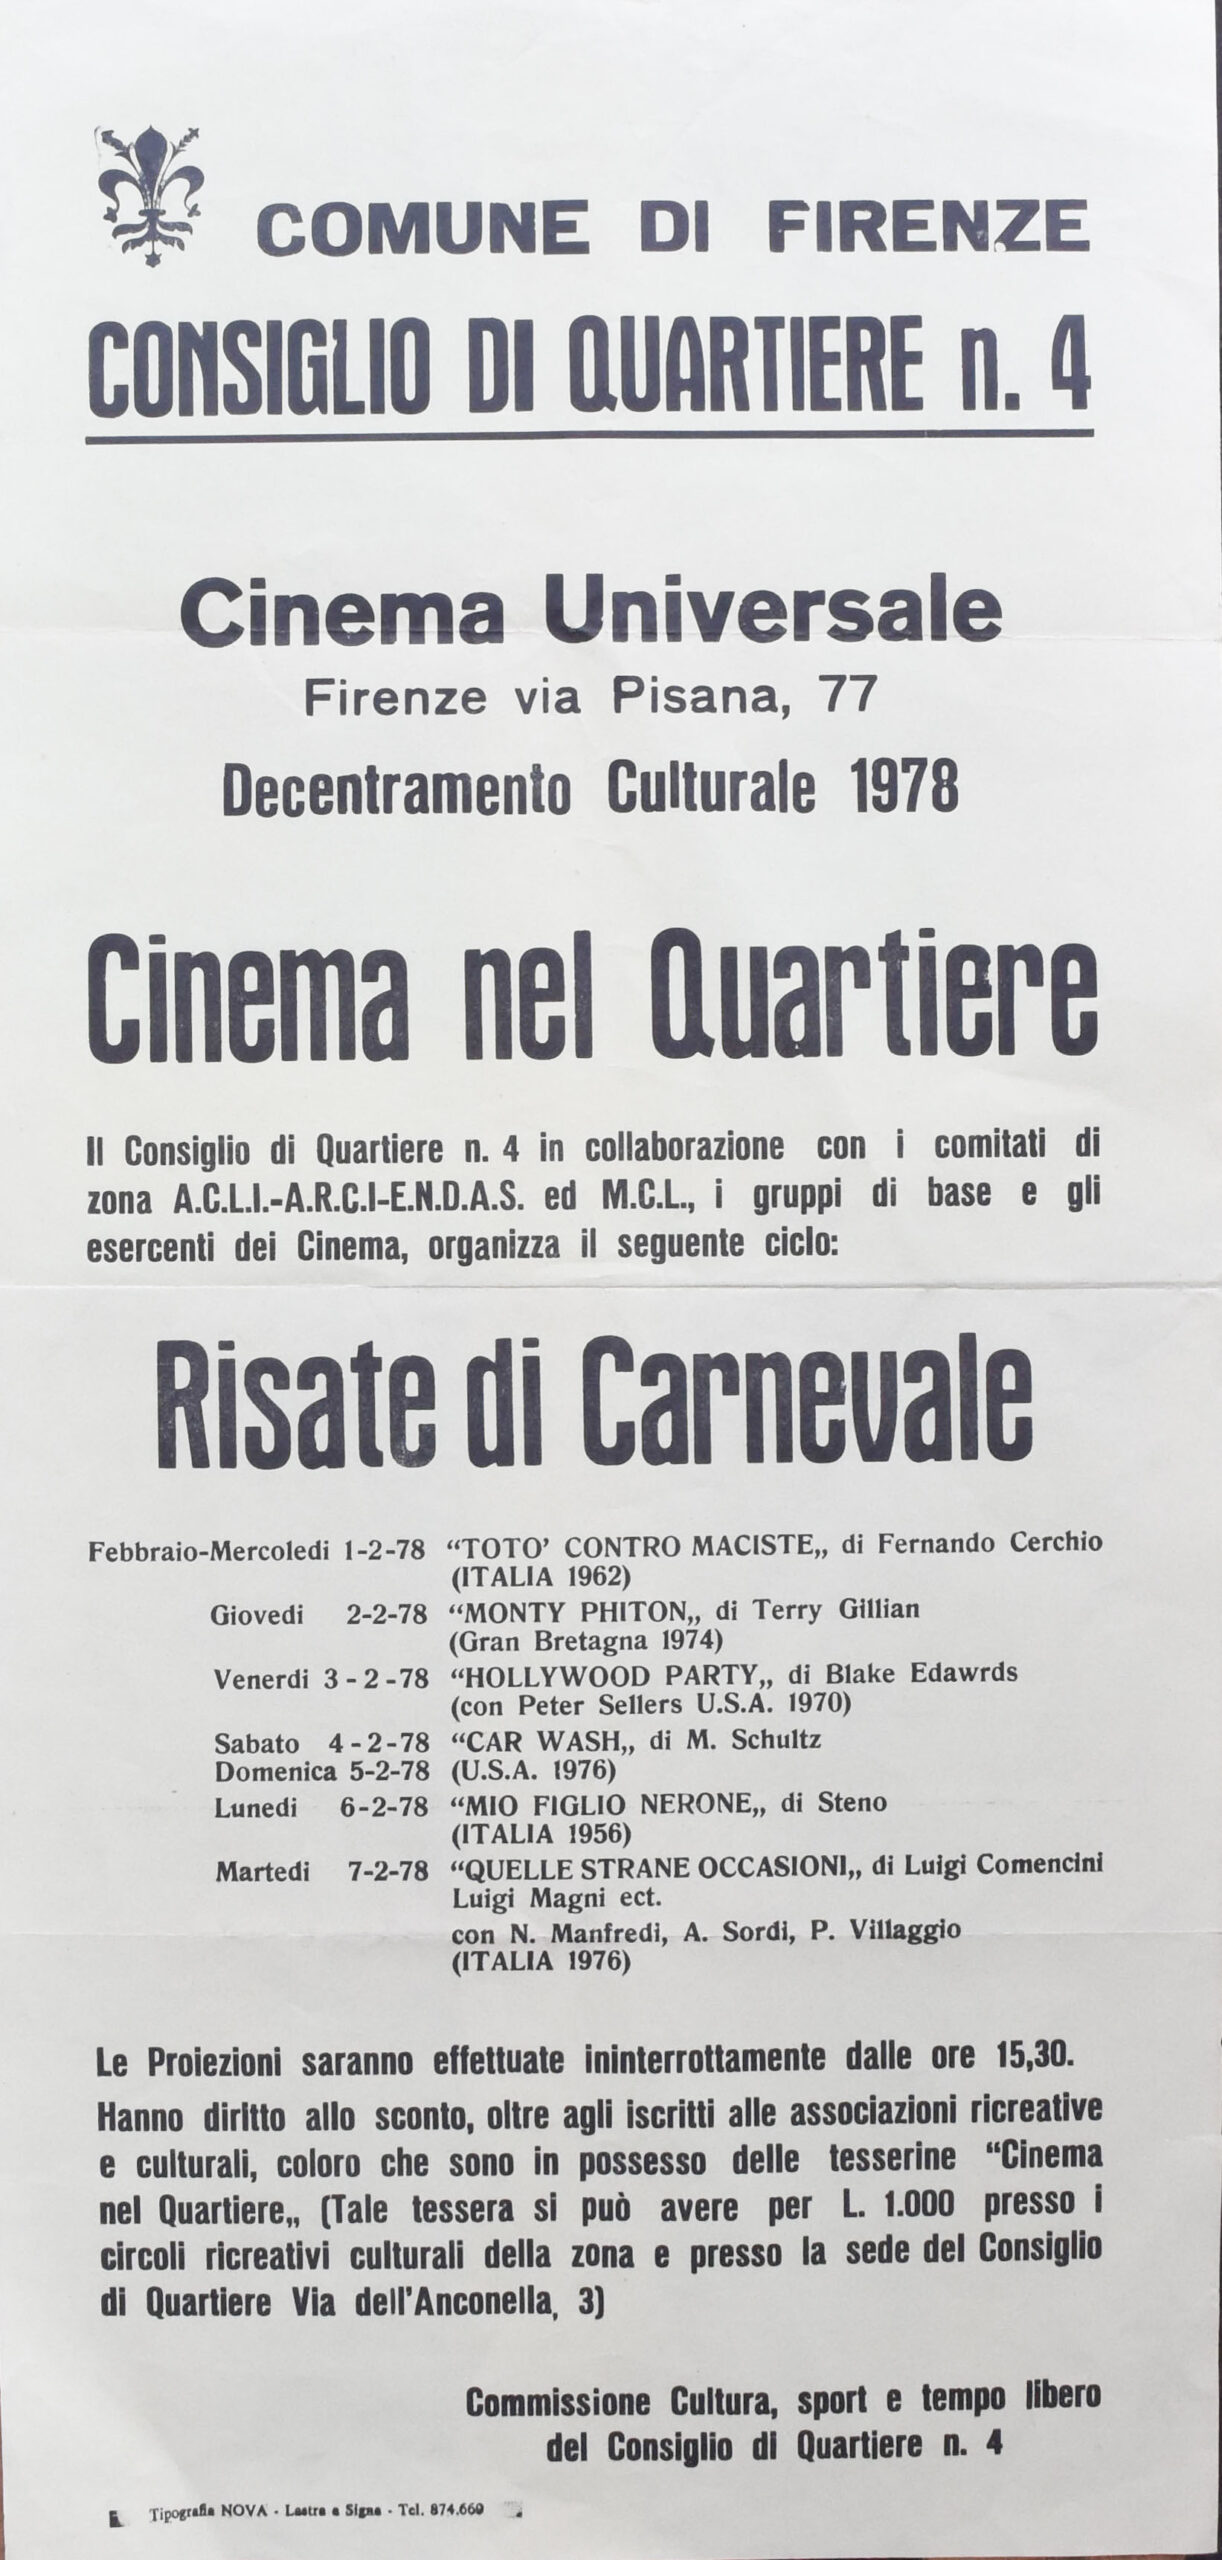 COMUNE DI FIRENZE
CONSIGLIO DI QUARTIERE n. 4
Cinema Universale
Firenze via Pisana, 77
Decentramento Culturale 1978
Cinema nel Quartiere
Il Consiglio di Quartiere n. 4 in collaborazione con i comitati di
zona A.C.L.I.-A.R.C.I-E.N.D.A.S. ed M.C.L., i gruppi di base e gli
esercenti dei Cinema, organizza il seguente ciclo:
Risate di Carnevale
Febbraio-Mercoledi 1-2-78 “TOTO’ CONTRO MACISTE„ di Fernando Cerchio
(ITALIA 1962)
Giovedi 2-2-78 “MONTY PHITON„ di Terry Gillian
(Gran Bretagna 1974)
Venerdi 3-2-78 “HOLLYWOOD PARTY„ di Blake Edawrds
(con Peter Sellers U.S.A. 1970)
Sabato 4-2-78 “CAR WASH„ di M. Schultz
Domenica 5-2-78 (U.S.A. 1976)
Lunedi 6-2-78 “MIO FIGLIO NERONE„ di Steno
(ITALIA 1956)
Martedi 7-2-78 “QUELLE STRANE OCCASIONI„ di Luigi Comencini
Luigi Magni ect.
con N. Manfredi, A. Sordi, P. Villaggio
(ITALIA 1976)
Le Proiezioni saranno effettuate ininterrottamente dalle ore 15,30.
Hanno diritto allo sconto, oltre agli iscritti alle associazioni ricreative
e culturali, coloro che sono in possesso delle tesserine “Cinema
nel Quartiere„ (Tale tessera si può avere per L. 1.000 presso i
circoli ricreativi culturali della zona e presso la sede del Consiglio
di Quartiere Via dell'Anconella, 3)
Commissione Cultura, sport e tempo libero
del Consiglio di Quartiere n. 4
Tipografia NOVA - Lastra a Signa - Tel. 874.660